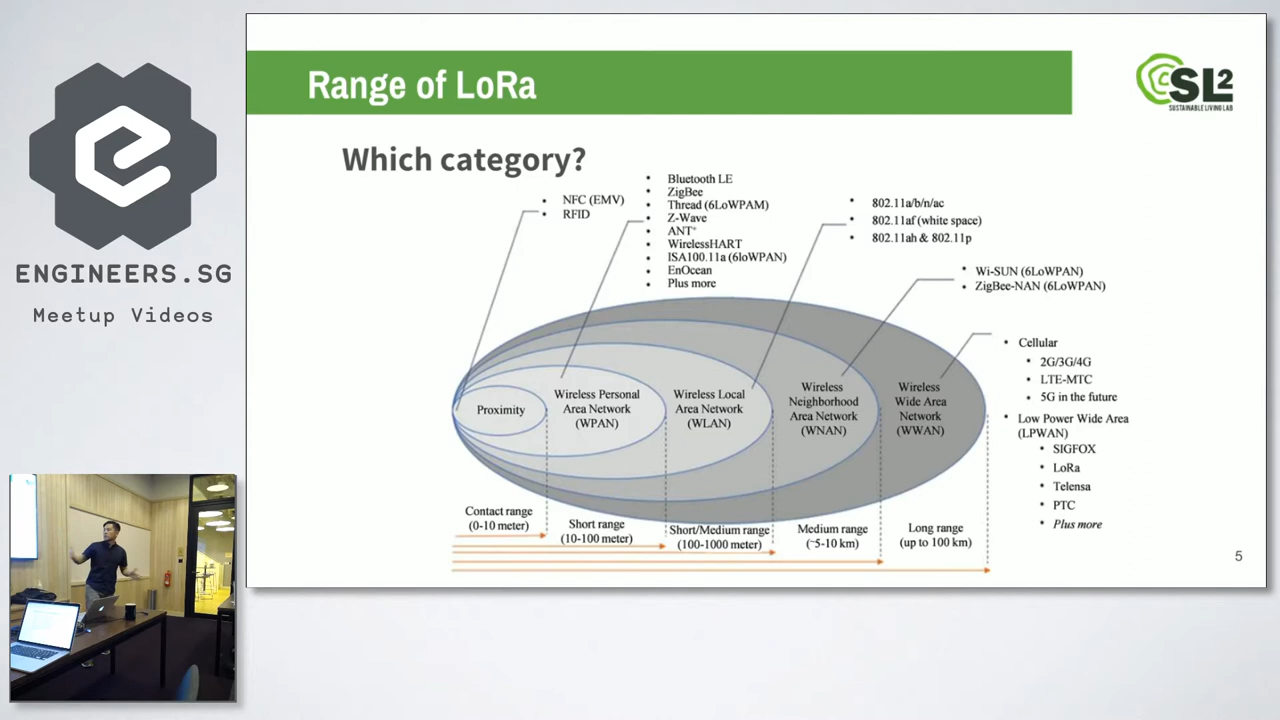 ENGINEERS.SG
Meetup Videos
Range of LoRa
SL2
SUSTAINABLE LIVING LAB
Which category?
• NFC (EMV)
• RFID
• Bluetooth LE
• ZigBee
• Thread (6LoWPAM)
• Z-Wave
• ANT+
• WirelessHART
• ISA100.11a (6loWPAN)
• EnOcean
• Plus more
• 802.11a/b/n/ac
• 802.11af (white space)
• 802.11ah & 802.11p
• Wi-SUN (6LoWPAN)
• ZigBee-NAN (6LoWPAN)
• Cellular
• 2G/3G/4G
• LTE-MTC
• 5G in the future
• Low Power Wide Area
(LPWAN)
• SIGFOX
• LoRa
• Telensa
• PTC
• Plus more
Proximity
Wireless Personal
Area Network
(WPAN)
Wireless Local
Area Network
(WLAN)
Wireless
Neighborhood
Area Network
(WNAN)
Wireless
Wide Area
Network
(WWAN)
Contact range
(0-10 meter)
Short range
(10-100 meter)
Short/Medium range
(100-1000 meter)
Medium range
(~5-10 km)
Long range
(up to 100 km)
5